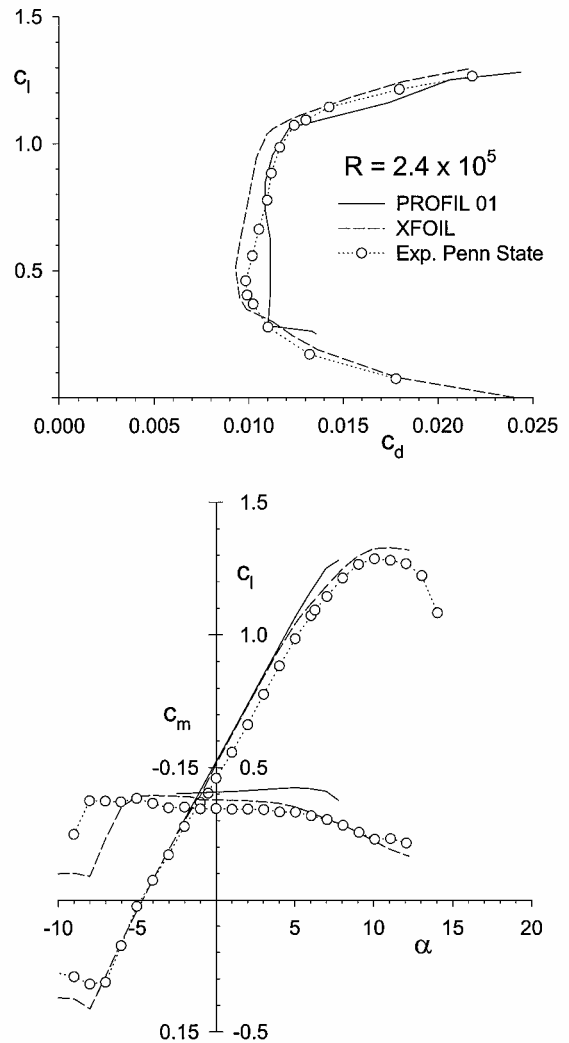 1.5
c_l
1.0
R = 2.4 x 10^5
PROFIL 01
XFOIL
0.5
Exp. Penn State
0.000 0.005 0.010 0.015 0.020 0.025
c_d
1.5
c_l
1.0
c_m
-0.15 0.5
-10 -5 5 10 15 20
α
0.15 -0.5